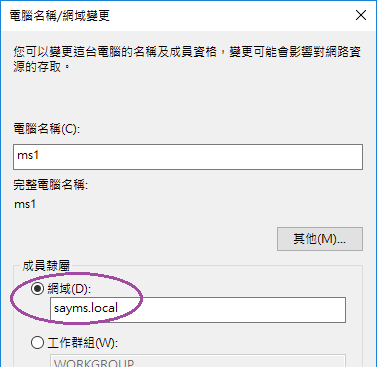 電腦名稱/網域變更
您可以變更這台電腦的名稱及成員資格，變更可能會影響對網路資
源的存取。
電腦名稱(C):
ms1
完整電腦名稱:
ms1
其他(M)...
成員隸屬
網域(D):
sayms.local
工作群組(W):
WORKGROUP